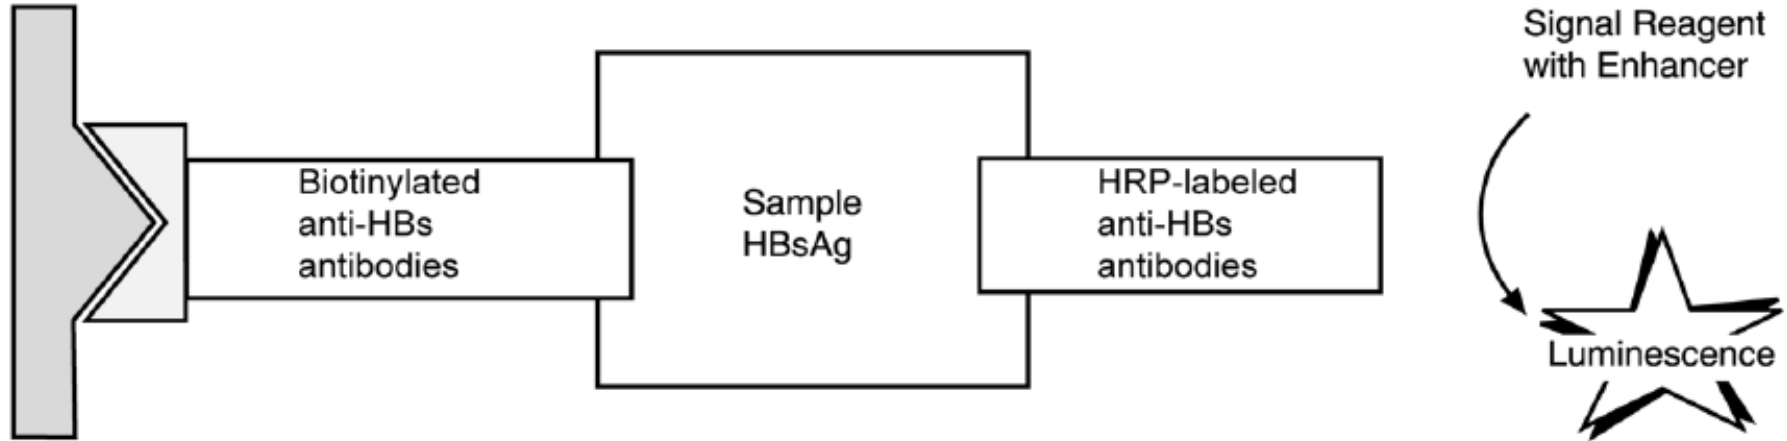 Signal Reagent
with Enhancer
Biotinylated
anti-HBs
antibodies
Sample
HBsAg
HRP-labeled
anti-HBs
antibodies
Luminescence